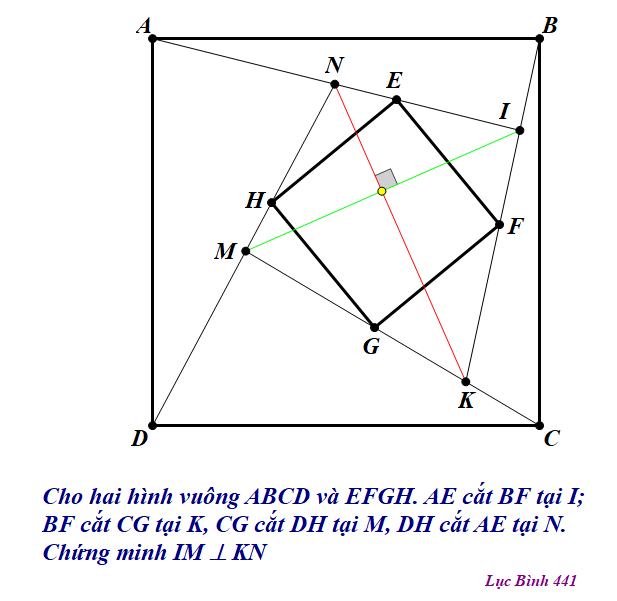 A
B
N
E
I
H
F
M
G
K
D
C
Cho hai hình vuông ABCD và EFGH. AE cắt BF tại I;
BF cắt CG tại K, CG cắt DH tại M, DH cắt AE tại N.
Chứng minh IM ⊥ KN
Lục Bình 441